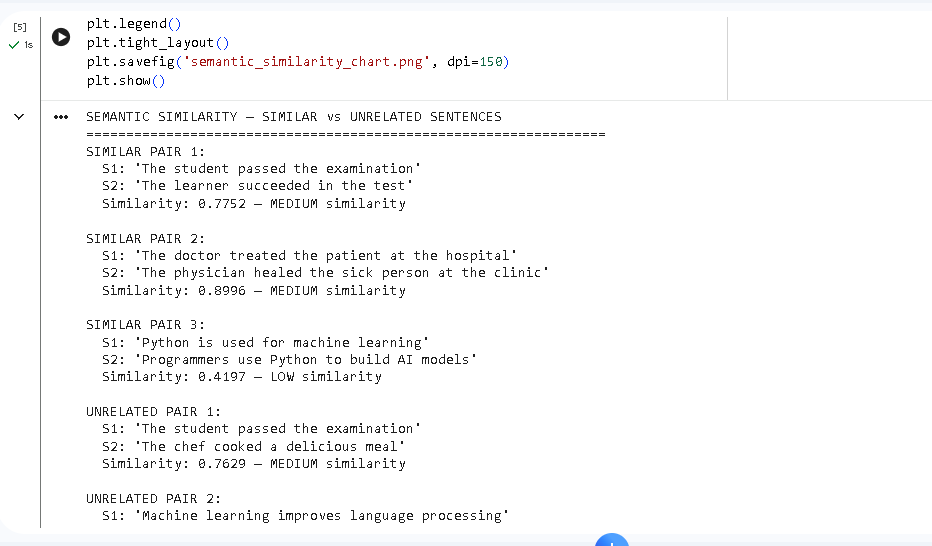 [5]
1s
plt.legend()
plt.tight_layout()
plt.savefig('semantic_similarity_chart.png', dpi=150)
plt.show()
SEMANTIC SIMILARITY — SIMILAR vs UNRELATED SENTENCES
=================================================================
SIMILAR PAIR 1:
S1: 'The student passed the examination'
S2: 'The learner succeeded in the test'
Similarity: 0.7752 — MEDIUM similarity
SIMILAR PAIR 2:
S1: 'The doctor treated the patient at the hospital'
S2: 'The physician healed the sick person at the clinic'
Similarity: 0.8996 — MEDIUM similarity
SIMILAR PAIR 3:
S1: 'Python is used for machine learning'
S2: 'Programmers use Python to build AI models'
Similarity: 0.4197 — LOW similarity
UNRELATED PAIR 1:
S1: 'The student passed the examination'
S2: 'The chef cooked a delicious meal'
Similarity: 0.7629 — MEDIUM similarity
UNRELATED PAIR 2:
S1: 'Machine learning improves language processing'